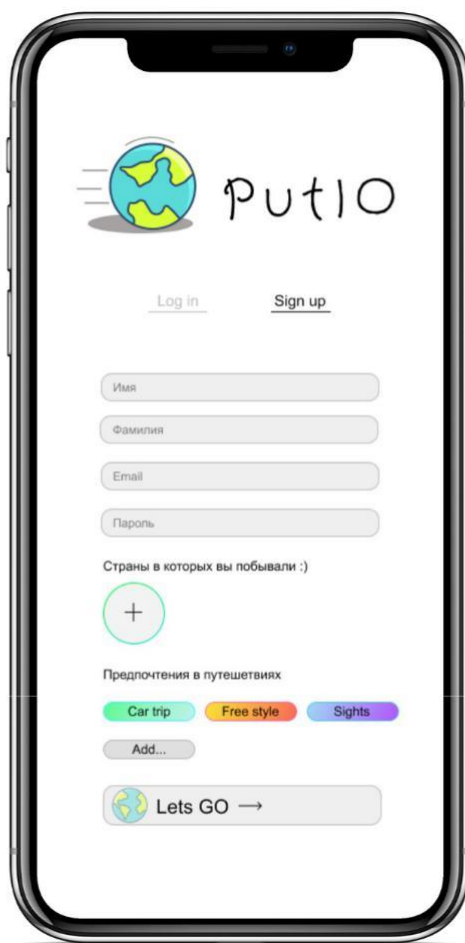 PUTIO
Log in Sign up
Имя
Фамилия
Email
Пароль
Страны в которых вы побывали :)
+
Предпочтения в путешетвиях
Car trip Free style Sights
Add...
Lets GO →